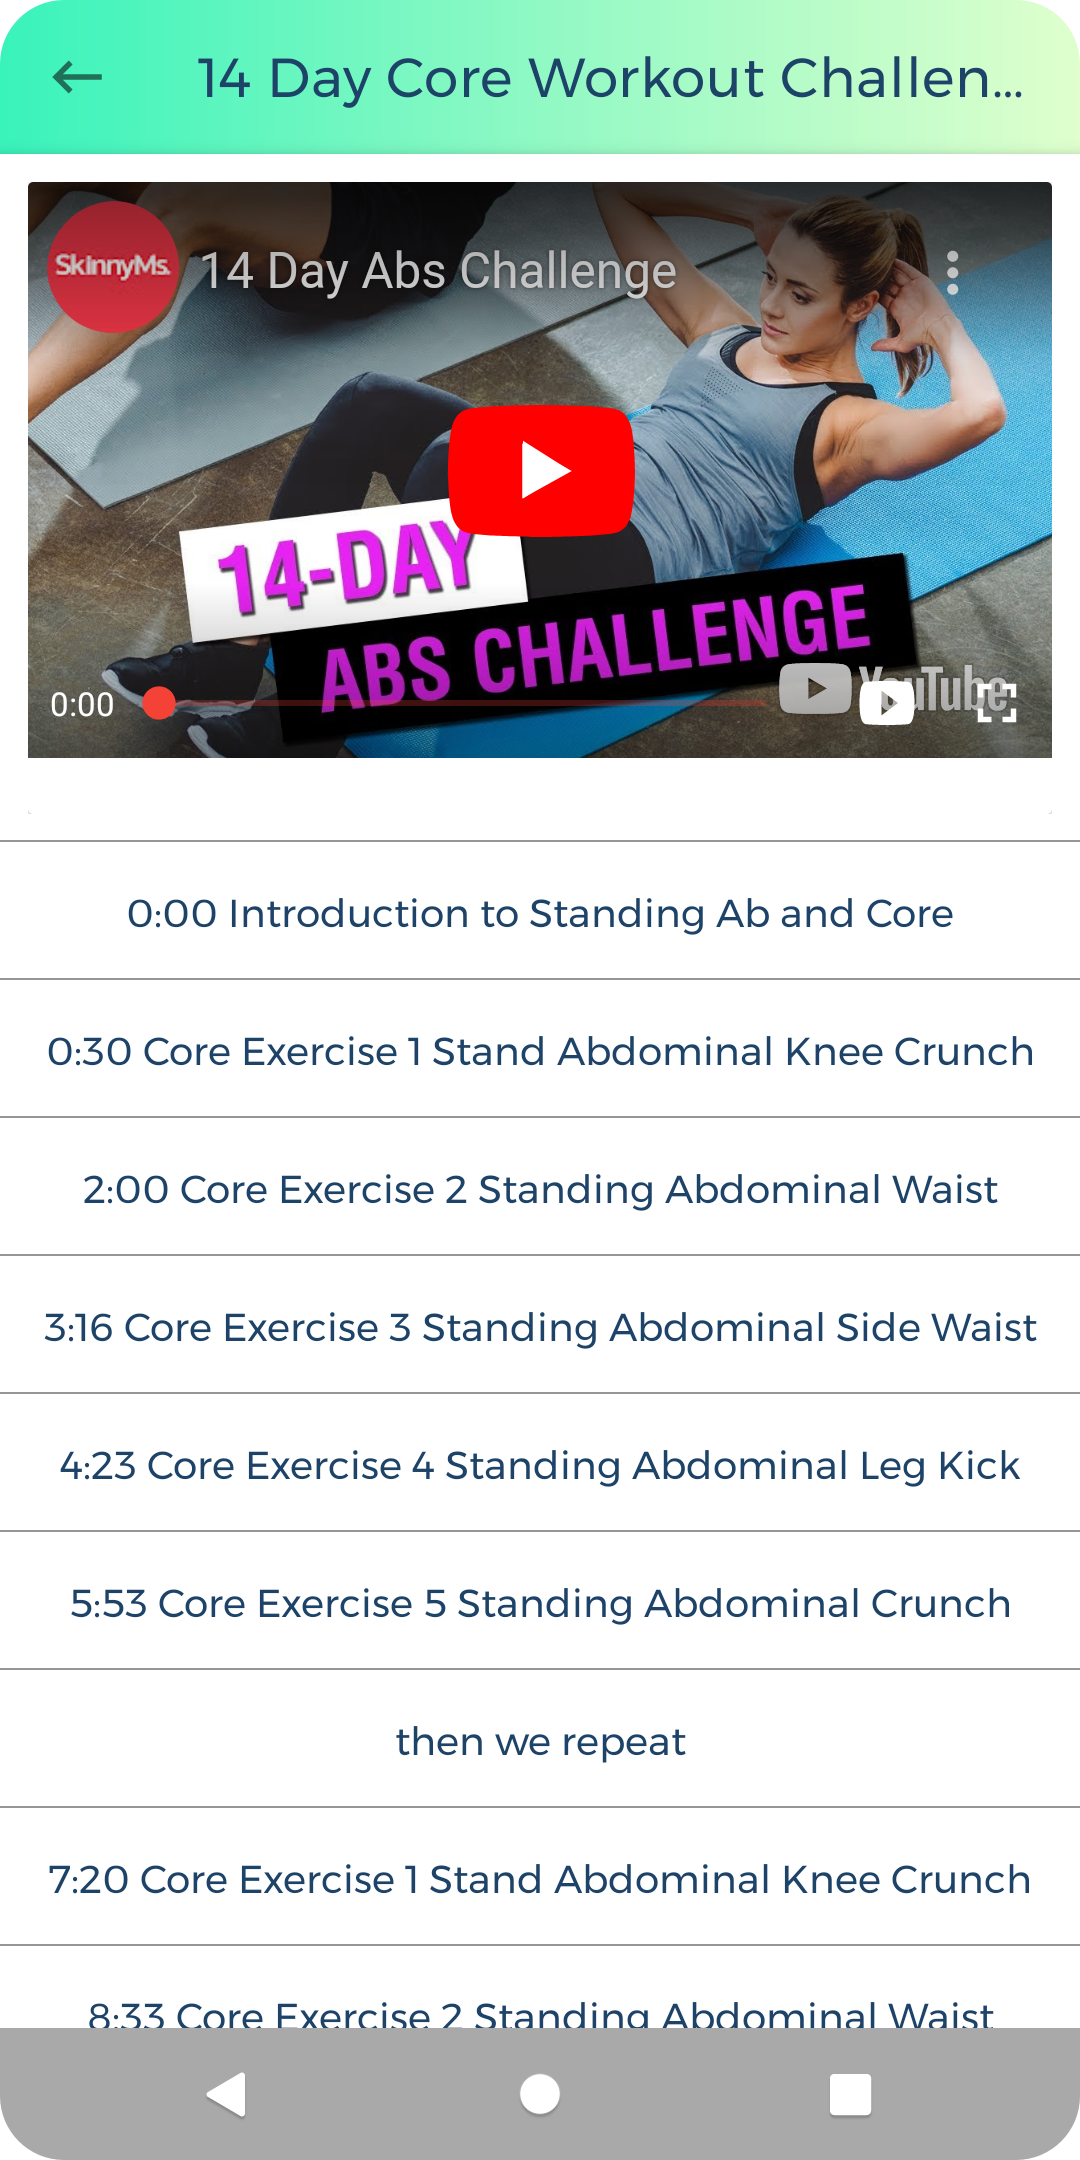 14 Day Core Workout Challen...
SkinnyMs.
14 Day Abs Challenge
14-DAY
ABS CHALLENGE
0:00
YouTube
0:00 Introduction to Standing Ab and Core
0:30 Core Exercise 1 Stand Abdominal Knee Crunch
2:00 Core Exercise 2 Standing Abdominal Waist
3:16 Core Exercise 3 Standing Abdominal Side Waist
4:23 Core Exercise 4 Standing Abdominal Leg Kick
5:53 Core Exercise 5 Standing Abdominal Crunch
then we repeat
7:20 Core Exercise 1 Stand Abdominal Knee Crunch
8:33 Core Exercise 2 Standing Abdominal Waist